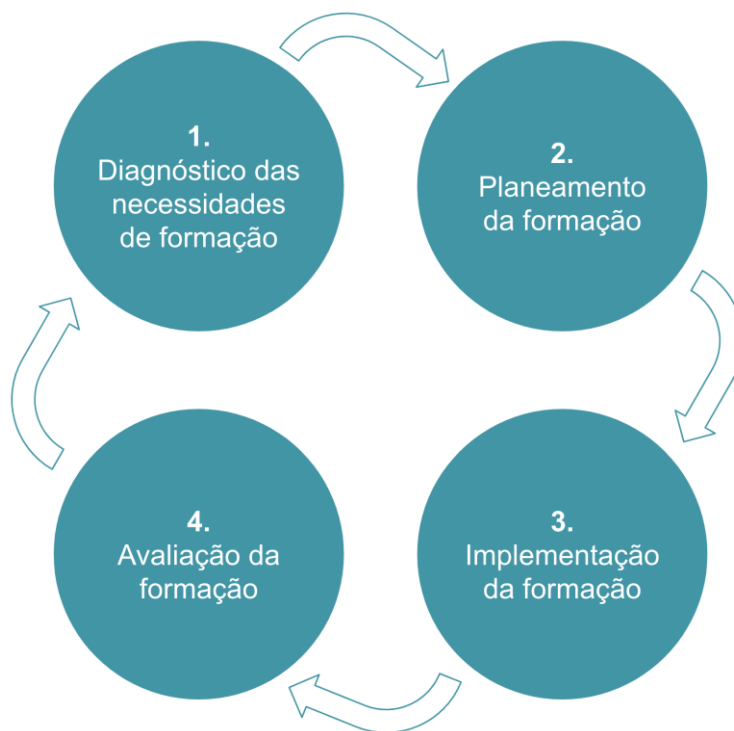 1.
Diagnóstico das
necessidades
de formação
2.
Planeamento
da formação
3.
Implementação
da formação
4.
Avaliação da
formação